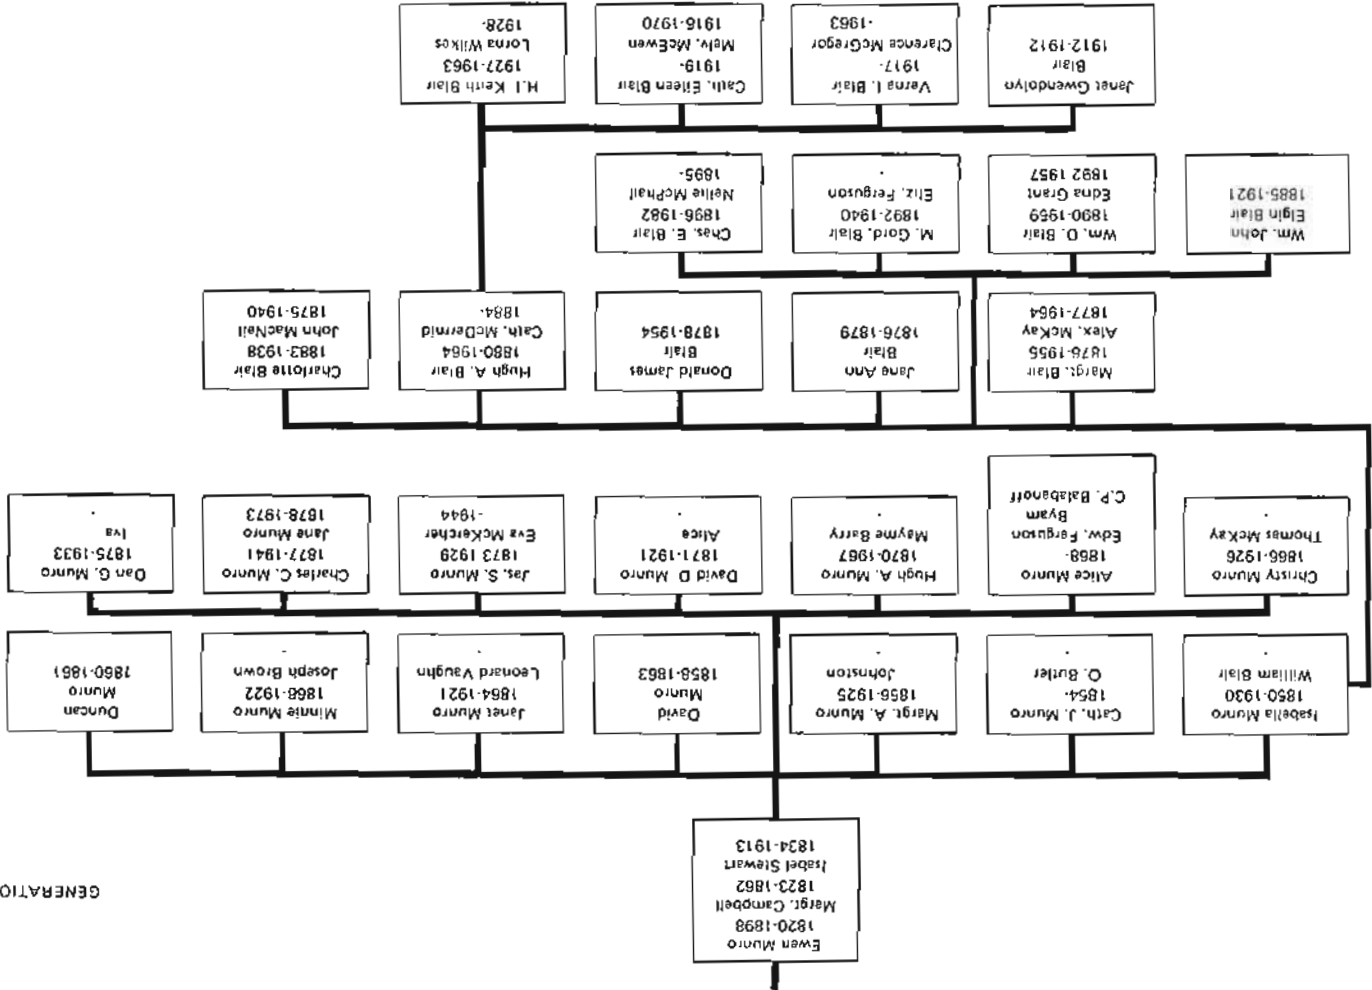 Ewen Munro
1820-1898
Margt. Campbell
1823-1862
Isabel Stewart
1834-1913
GENERATIO
Isabella Munro
1850-1930
William Blair
-
Cath. J. Munro
1854-
O. Butler
-
Margt. A. Munro
1856-1925
Johnston
-
David
Munro
1858-1863
Janet Munro
1864-1921
Leonard Vaughn
-
Minnie Munro
1866-1922
Joseph Brown
-
Duncan
Munro
1860-1861
Christy Munro
1866-1926
Thomas McKay
-
Alice Munro
1868-
Edw. Ferguson
Byam
C.P. Balabanoff
Hugh A. Munro
1870-1967
Mayme Barry
-
David D Munro
1871-1921
Alice
-
Jas. S. Munro
1873 1929
Eva McKercher
-1944
Charles C. Munro
1877-1941
Jane Munro
1878-1973
Dan G. Munro
1875-1933
Iva
-
Margt. Blair
1876-1955
Alex. McKay
1877-1964
Jane Ann
Blair
1876-1879
Donald James
Blair
1878-1954
Hugh A. Blair
1880-1964
Cath. McDermid
1884-
Charlotte Blair
1883-1938
John MacNeil
1875-1940
Wm. John
Elgin Blair
1885-1921
Wm. D. Blair
1890-1959
Edna Grant
1892 1957
M. Gord. Blair
1892-1940
Eliz. Ferguson
-
Chas. E. Blair
1896-1982
Nellie McPhail
1895-
Janet Gwendolyn
Blair
1912-1912
Verna I. Blair
1917-
Clarence McGregor
-1963
Cath. Eileen Blair
1919-
Melv. McEwen
1916-1970
H.I. Keith Blair
1927-1963
Lorna Wilkes
1928-